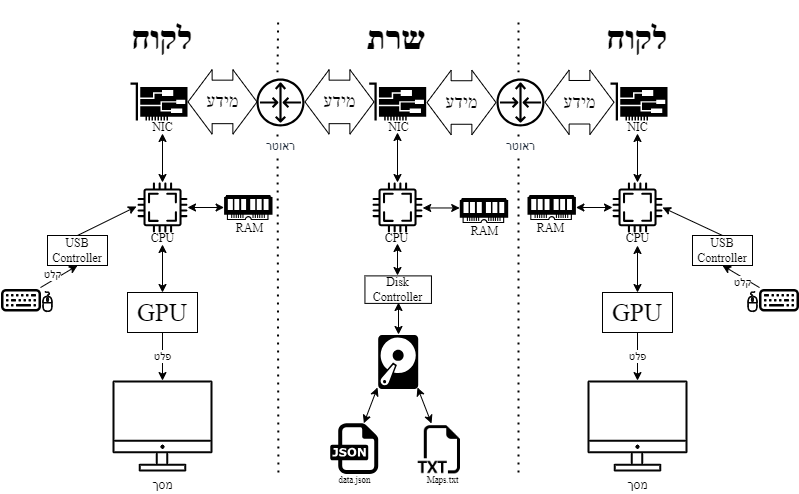 לקוח
שרת
לקוח
מידע
מידע
מידע
מידע
NIC
NIC
NIC
ראוטר
ראוטר
RAM
RAM
RAM
CPU
CPU
CPU
USB
Controller
USB
Controller
קלט
קלט
Disk
Controller
GPU
GPU
פלט
פלט
JSON
TXT
data.json
Maps.txt
מסך
מסך